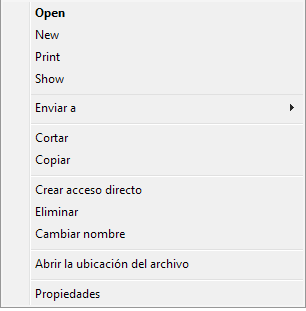 Open
New
Print
Show
Enviar a
Cortar
Copiar
Crear acceso directo
Eliminar
Cambiar nombre
Abrir la ubicación del archivo
Propiedades